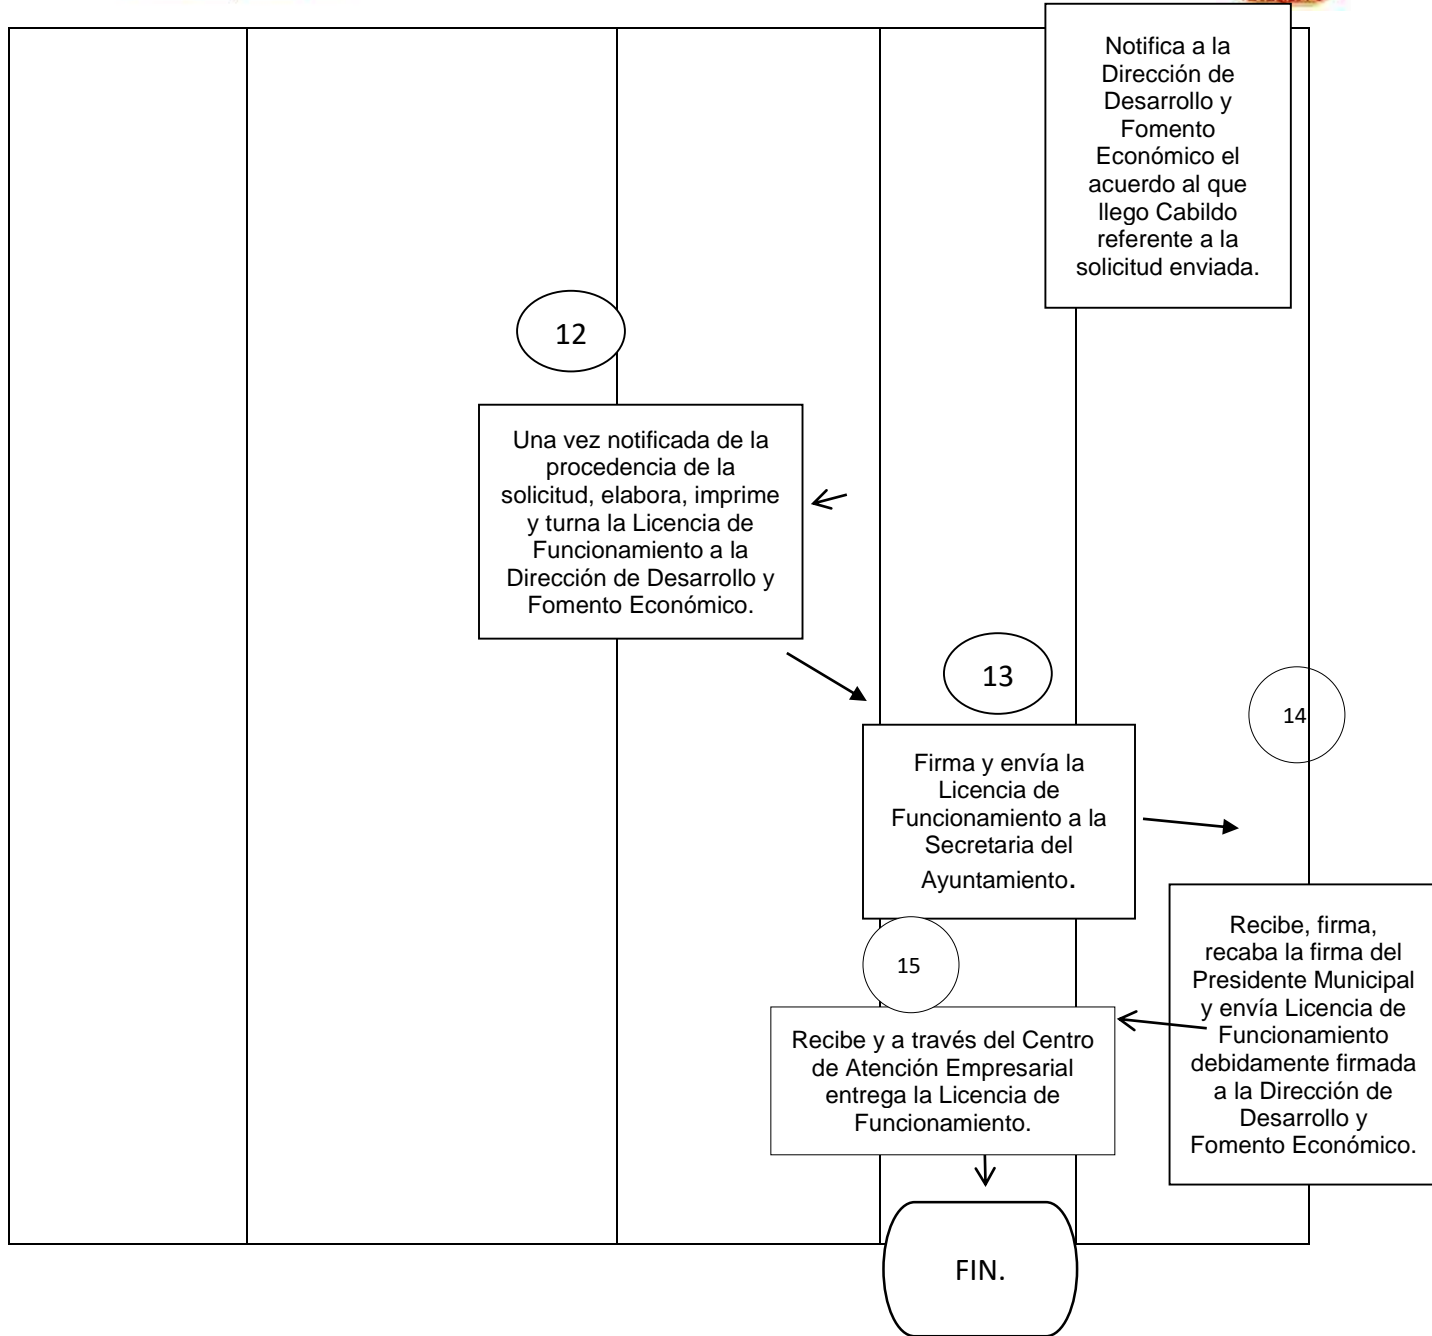 Notifica a la
Dirección de
Desarrollo y
Fomento
Económico el
acuerdo al que
llego Cabildo
referente a la
solicitud enviada.
12
Una vez notificada de la
procedencia de la
solicitud, elabora, imprime
y turna la Licencia de
Funcionamiento a la
Dirección de Desarrollo y
Fomento Económico.
13
Firma y envía la
Licencia de
Funcionamiento a la
Secretaria del
Ayuntamiento.
14
Recibe, firma,
recaba la firma del
Presidente Municipal
y envía Licencia de
Funcionamiento
debidamente firmada
a la Dirección de
Desarrollo y
Fomento Económico.
15
Recibe y a través del Centro
de Atención Empresarial
entrega la Licencia de
Funcionamiento.
FIN.